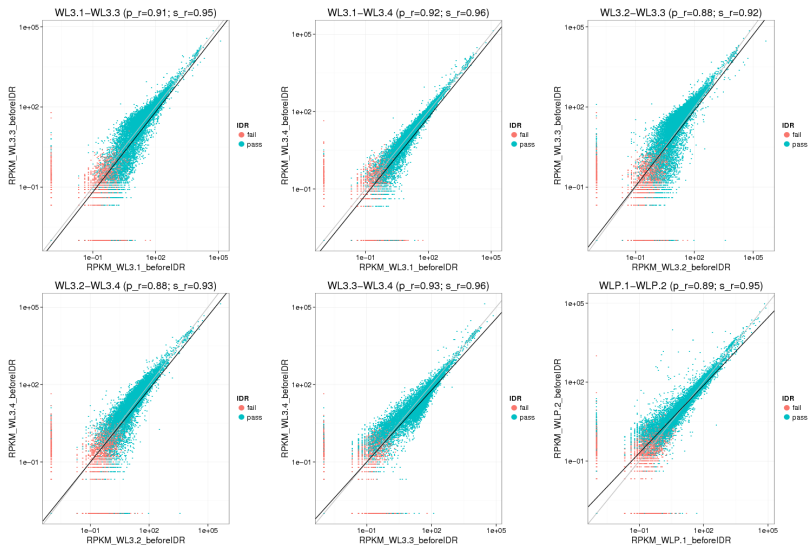 WL3.1−WL3.3 (p_r=0.91; s_r=0.95)
1e+05
1e+02
1e−01
RPKM_WL3.3_beforeIDR
1e−01
1e+02
1e+05
RPKM_WL3.1_beforeIDR
IDR
fail
pass
WL3.1−WL3.4 (p_r=0.92; s_r=0.96)
1e+05
1e+02
1e−01
RPKM_WL3.4_beforeIDR
1e−01
1e+02
1e+05
RPKM_WL3.1_beforeIDR
IDR
fail
pass
WL3.2−WL3.3 (p_r=0.88; s_r=0.92)
1e+05
1e+02
1e−01
RPKM_WL3.3_beforeIDR
1e−01
1e+02
1e+05
RPKM_WL3.2_beforeIDR
IDR
fail
pass
WL3.2−WL3.4 (p_r=0.88; s_r=0.93)
1e+05
1e+02
1e−01
RPKM_WL3.4_beforeIDR
1e−01
1e+02
1e+05
RPKM_WL3.2_beforeIDR
IDR
fail
pass
WL3.3−WL3.4 (p_r=0.93; s_r=0.96)
1e+05
1e+02
1e−01
RPKM_WL3.4_beforeIDR
1e−01
1e+02
1e+05
RPKM_WL3.3_beforeIDR
IDR
fail
pass
WLP.1−WLP.2 (p_r=0.89; s_r=0.95)
1e+05
1e+02
1e−01
RPKM_WLP.2_beforeIDR
1e−01
1e+02
1e+05
RPKM_WLP.1_beforeIDR
IDR
fail
pass